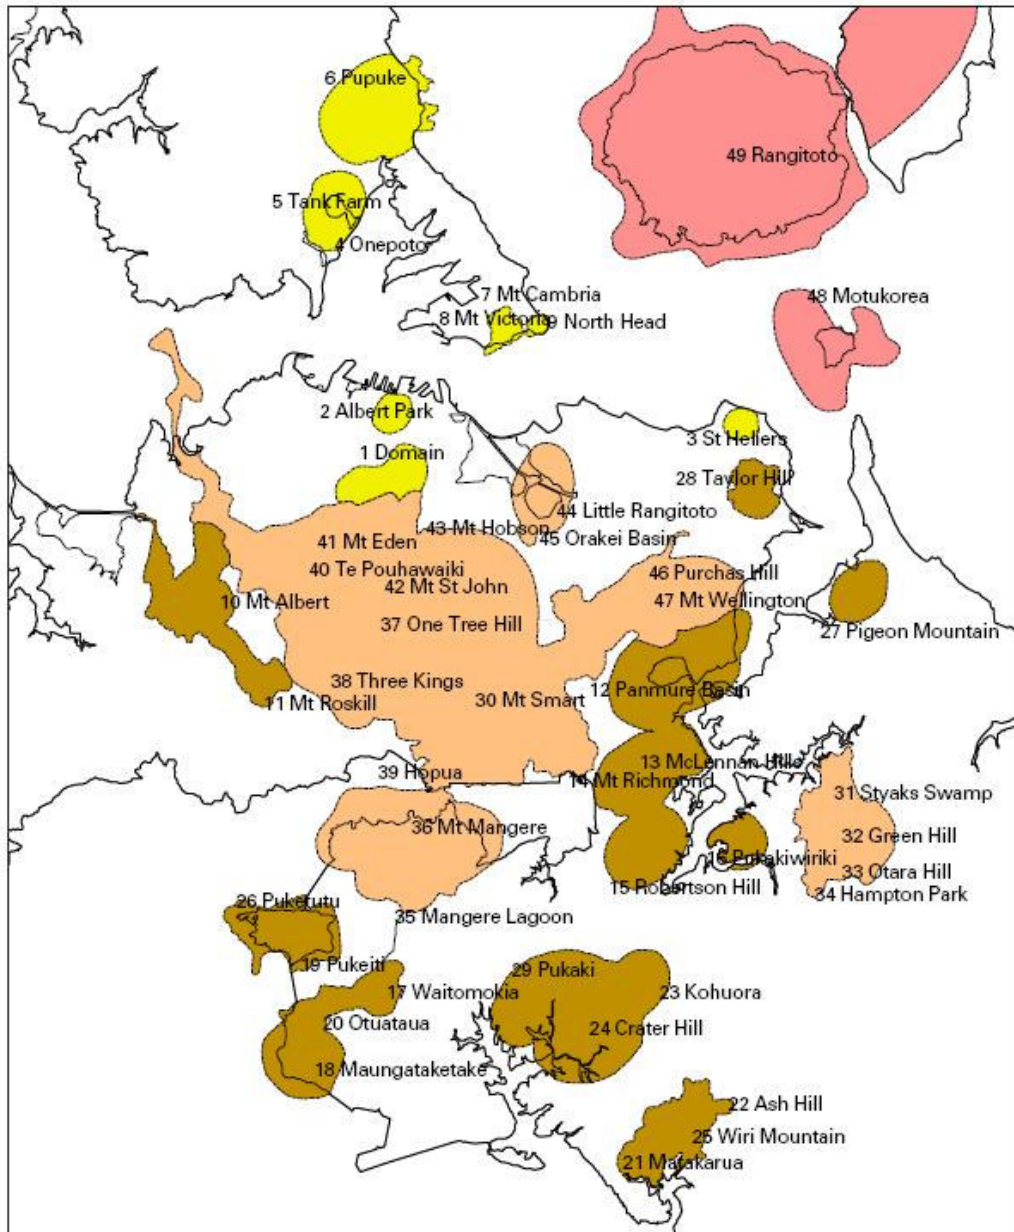 6 Pupuke
49 Rangitoto
5 Tank Farm
4 Onepoto
7 Mt Cambria
48 Motukorea
8 Mt Victoria
9 North Head
2 Albert Park
3 St Heliers
1 Domain
28 Taylor Hill
44 Little Rangitoto
43 Mt Hobson
45 Orakei Basin
41 Mt Eden
40 Te Pouhawaiki
46 Purchas Hill
42 Mt St John
10 Mt Albert
47 Mt Wellington
37 One Tree Hill
27 Pigeon Mountain
38 Three Kings
12 Panmure Basin
11 Mt Roskill
30 Mt Smart
13 McLennan Hills
39 Hopua
14 Mt Richmond
31 Styaks Swamp
36 Mt Mangere
32 Green Hill
16 Pukekiwiriki
33 Otara Hill
15 Robertson Hill
34 Hampton Park
26 Puketutu
35 Mangere Lagoon
19 Pukeiti
29 Pukaki
17 Waitomokia
23 Kohuora
20 Otuataua
24 Crater Hill
18 Maungataketake
22 Ash Hill
25 Wiri Mountain
21 Matakarua